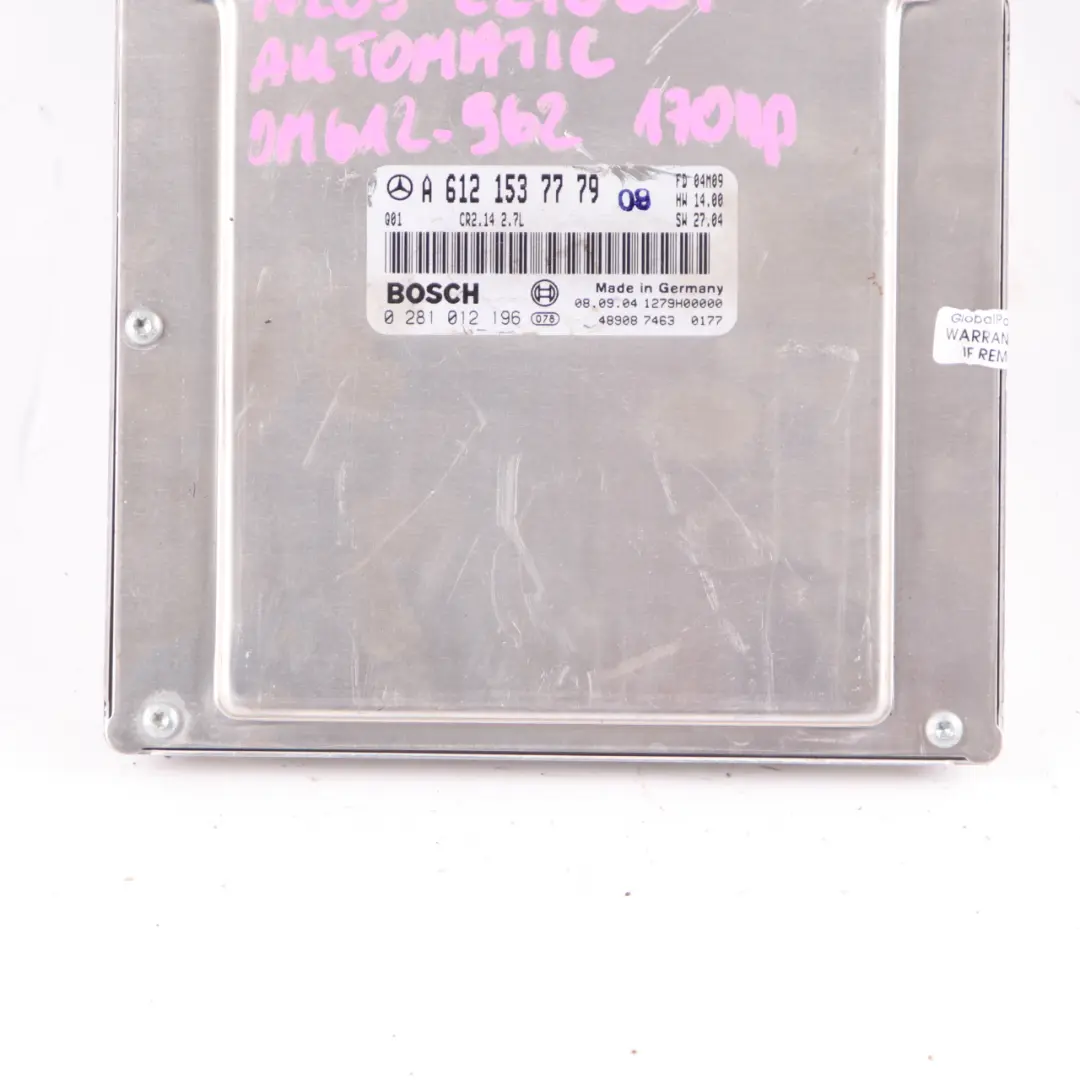 AUTOMATIC
OM612-962 170HP
A 612 153 77 79 08
FD 04M09
HW 14.00
SW 27.04
Q01 CR2.14 2.7L
BOSCH
Made in Germany
08.09.04 1279H00000
0 281 012 196 078
48908 7463 0177
GlobalPa
WARRAN
IF REM